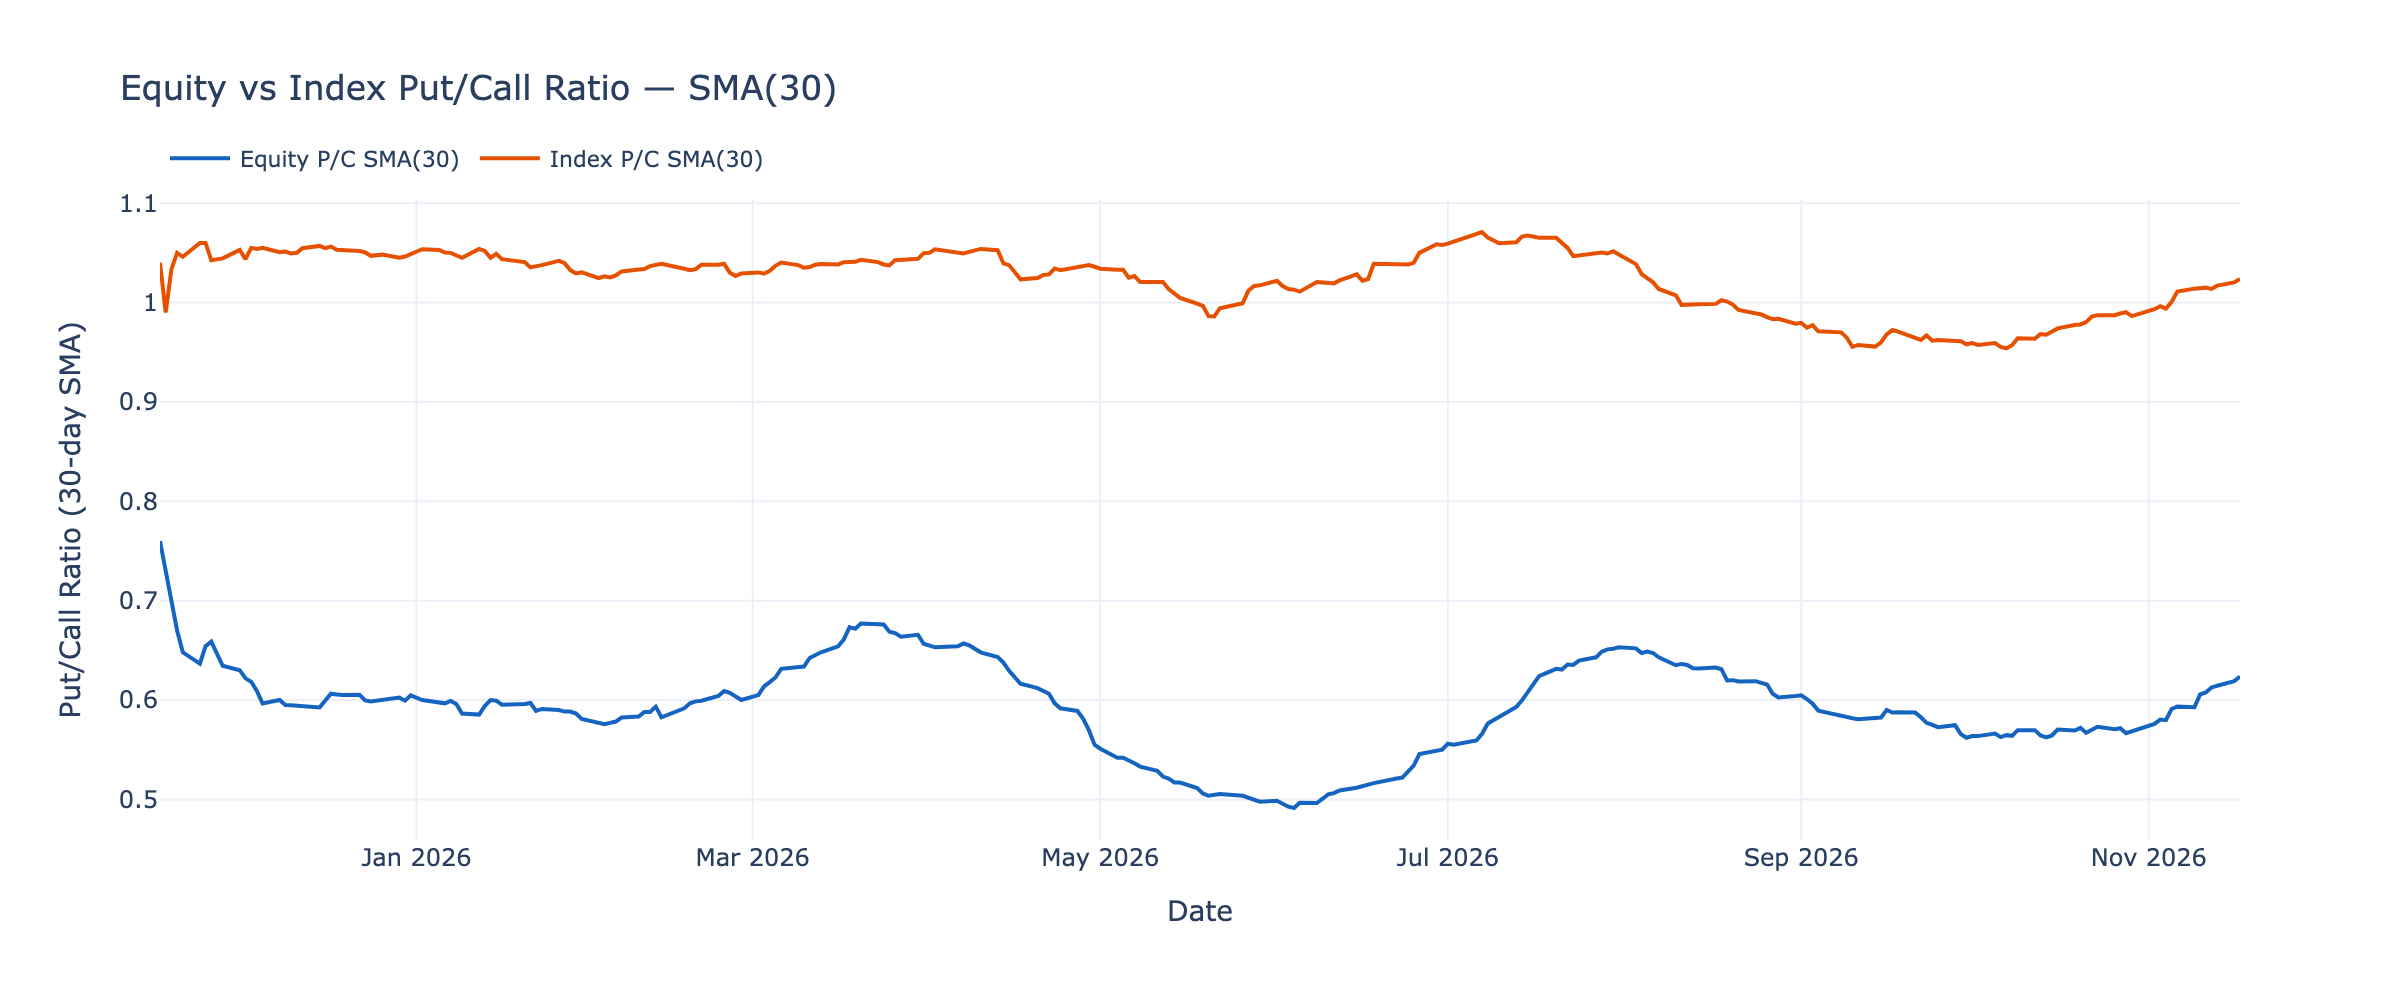 Equity vs Index Put/Call Ratio — SMA(30)
Equity P/C SMA(30)
Index P/C SMA(30)
1.1
1
0.9
0.8
0.7
0.6
0.5
Put/Call Ratio (30-day SMA)
Jan 2026
Mar 2026
May 2026
Jul 2026
Sep 2026
Nov 2026
Date